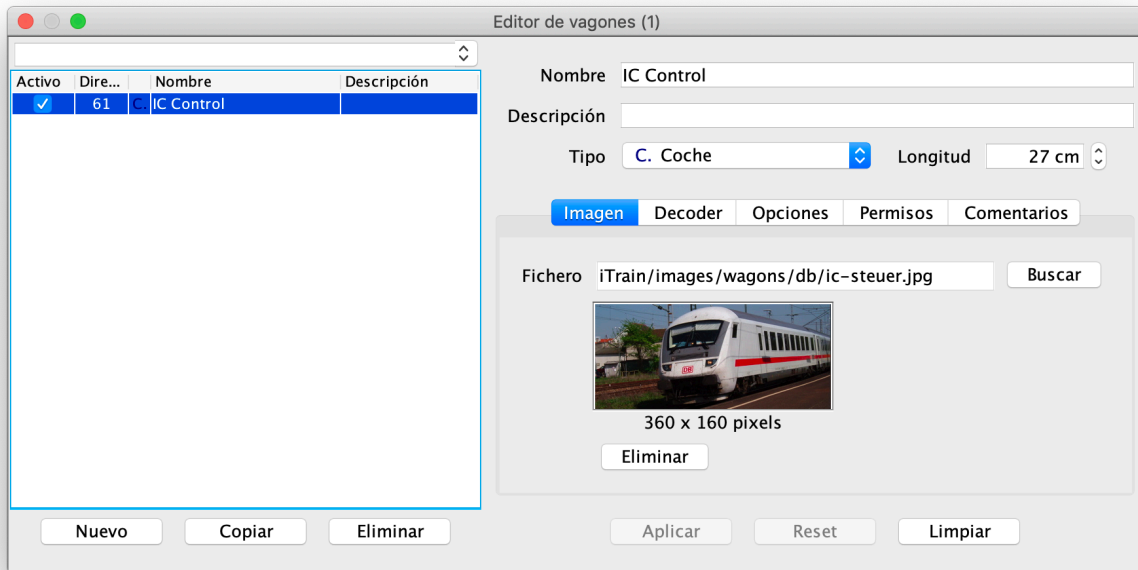 Editor de vagones (1)
Activo Dire... Nombre Descripción
61 C. IC Control
Nombre IC Control
Descripción
Tipo C. Coche Longitud 27 cm
Imagen Decoder Opciones Permisos Comentarios
Fichero iTrain/images/wagons/db/ic-steuer.jpg Buscar
DB
360 x 160 pixels
Eliminar
Nuevo Copiar Eliminar Aplicar Reset Limpiar